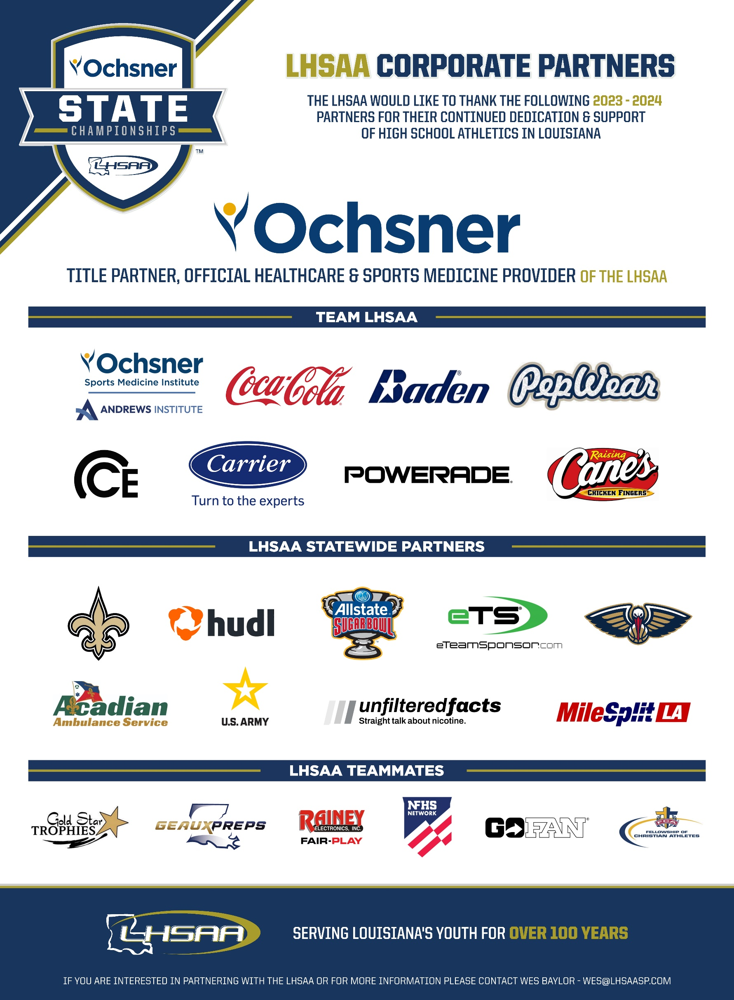 Ochsner
STATE
CHAMPIONSHIPS
TM
LHSAA
LHSAA CORPORATE PARTNERS
THE LHSAA WOULD LIKE TO THANK THE FOLLOWING 2023 - 2024
PARTNERS FOR THEIR CONTINUED DEDICATION & SUPPORT
OF HIGH SCHOOL ATHLETICS IN LOUISIANA
Ochsner
TITLE PARTNER, OFFICIAL HEALTHCARE & SPORTS MEDICINE PROVIDER OF THE LHSAA
TEAM LHSAA
Ochsner
Sports Medicine Institute
ANDREWS INSTITUTE
Coca-Cola
Baden®
PepWear
CE
Carrier
Turn to the experts
POWERADE
Raising
Cane's
CHICKEN FINGERS
LHSAA STATEWIDE PARTNERS
hudl
Allstate
SUGAR BOWL
eTS
eTeamSponsor.com
Acadian
Ambulance Service
U.S. ARMY
unfilteredfacts
Straight talk about nicotine.
MileSplit LA
LHSAA TEAMMATES
Gold Star
TROPHIES
GEAUXPREPS
RAINEY
ELECTRONICS, INC.
FAIR-PLAY
NFHS
NETWORK
GOFAN
FCA
FELLOWSHIP OF
CHRISTIAN ATHLETES
LHSAA
SERVING LOUISIANA'S YOUTH FOR OVER 100 YEARS
IF YOU ARE INTERESTED IN PARTNERING WITH THE LHSAA OR FOR MORE INFORMATION PLEASE CONTACT WES BAYLOR - WES@LHSAASP.COM